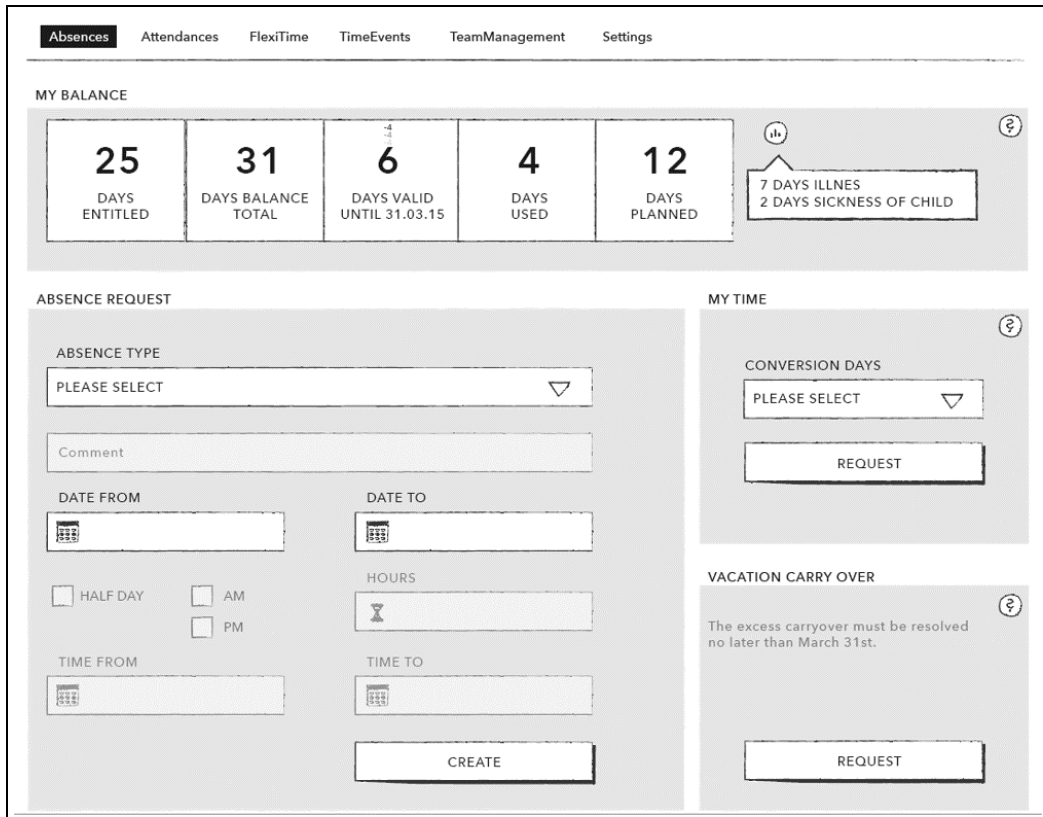 Absences Attendances FlexiTime TimeEvents TeamManagement Settings
MY BALANCE
-4
-4
-4
25 31 6 4 12
DAYS DAYS BALANCE DAYS VALID DAYS DAYS
ENTITLED TOTAL UNTIL 31.03.15 USED PLANNED
7 DAYS ILLNES
2 DAYS SICKNESS OF CHILD
ABSENCE REQUEST
ABSENCE TYPE
PLEASE SELECT
Comment
DATE FROM DATE TO
HALF DAY AM
PM
HOURS
TIME FROM TIME TO
CREATE
MY TIME
CONVERSION DAYS
PLEASE SELECT
REQUEST
VACATION CARRY OVER
The excess carryover must be resolved
no later than March 31st.
REQUEST